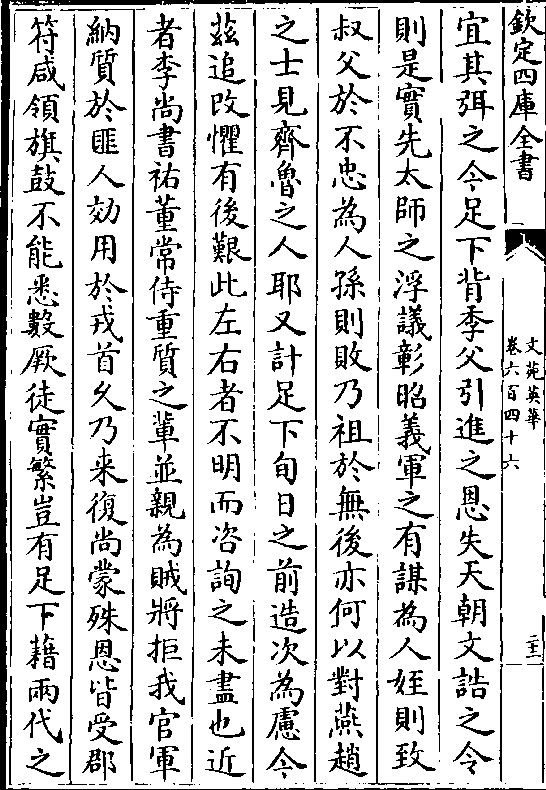 欽定四庫全書
文苑英華
卷六百四十六
二十二
宜其弭之今足下背季父引進之恩失天朝文誥之令
則是實先太師之浮議彰昭義軍之有謀為人姪則致
叔父於不忠為人孫則敗乃祖於無後亦何以對燕趙
之士見齊魯之人耶又計足下旬日之前造次為慮今
茲追改懼有後艱此左右者不明而咨詢之未盡也近
者李尚書祐董常侍重質之輩並親為賊將拒我官軍
納質於匪人効用於戎首乆乃来復尚蒙殊恩皆受郡
符咸領旗鼓不能悉數厥徒實繁豈有足下藉兩代之